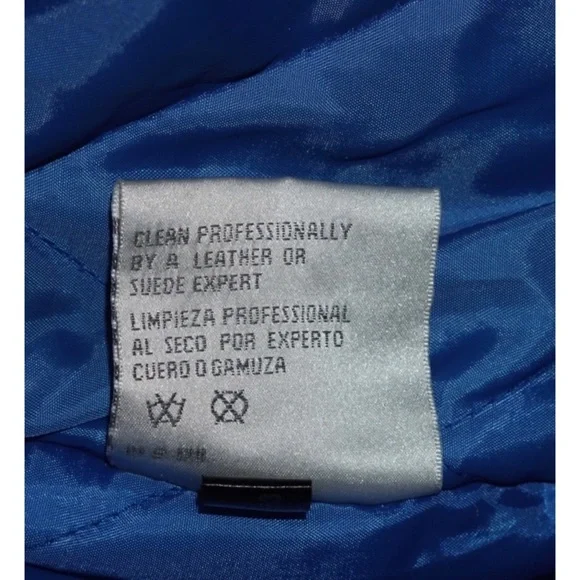 CLEAN PROFESSIONALLY
BY A LEATHER OR
SUEDE EXPERT
LIMPIEZA PROFESSIONAL
AL SECO POR EXPERTO
CUERO O GAMUZA